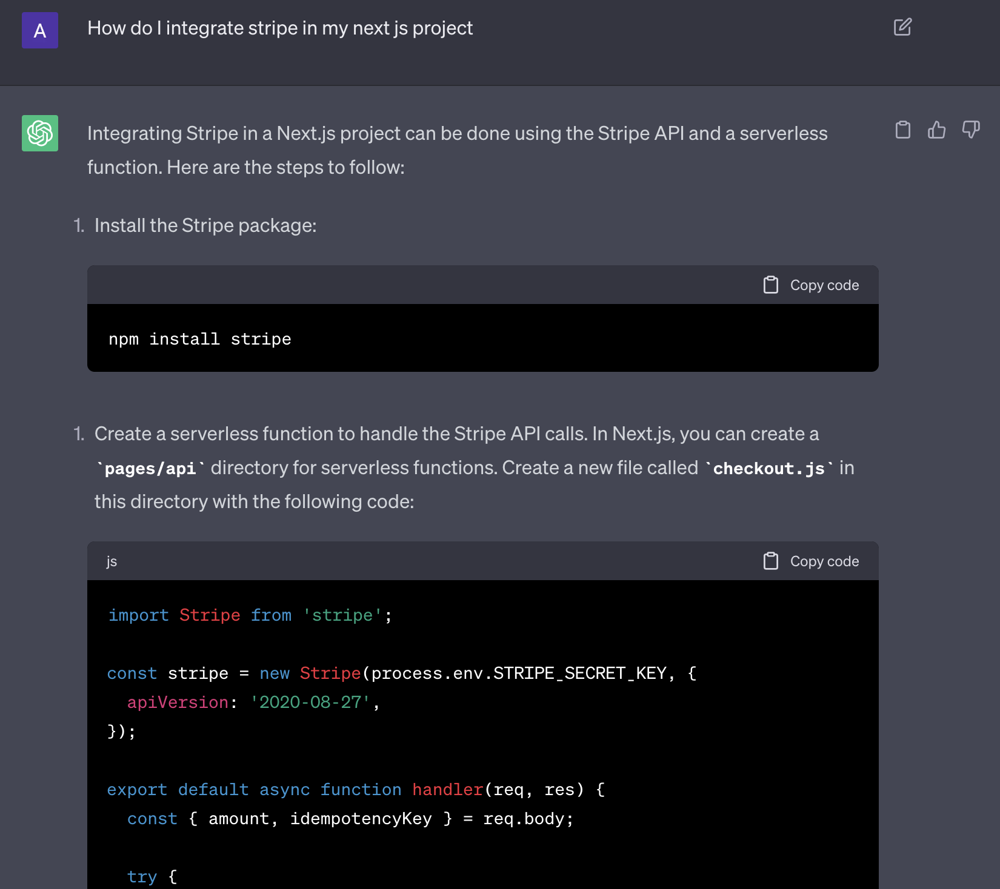 A
How do I integrate stripe in my next js project
Integrating Stripe in a Next.js project can be done using the Stripe API and a serverless
function. Here are the steps to follow:
1. Install the Stripe package:
Copy code
npm install stripe
1. Create a serverless function to handle the Stripe API calls. In Next.js, you can create a
`pages/api` directory for serverless functions. Create a new file called `checkout.js` in
this directory with the following code:
js
Copy code
import Stripe from 'stripe';
const stripe = new Stripe(process.env.STRIPE_SECRET_KEY, {
  apiVersion: '2020-08-27',
});
export default async function handler(req, res) {
  const { amount, idempotencyKey } = req.body;
  try {